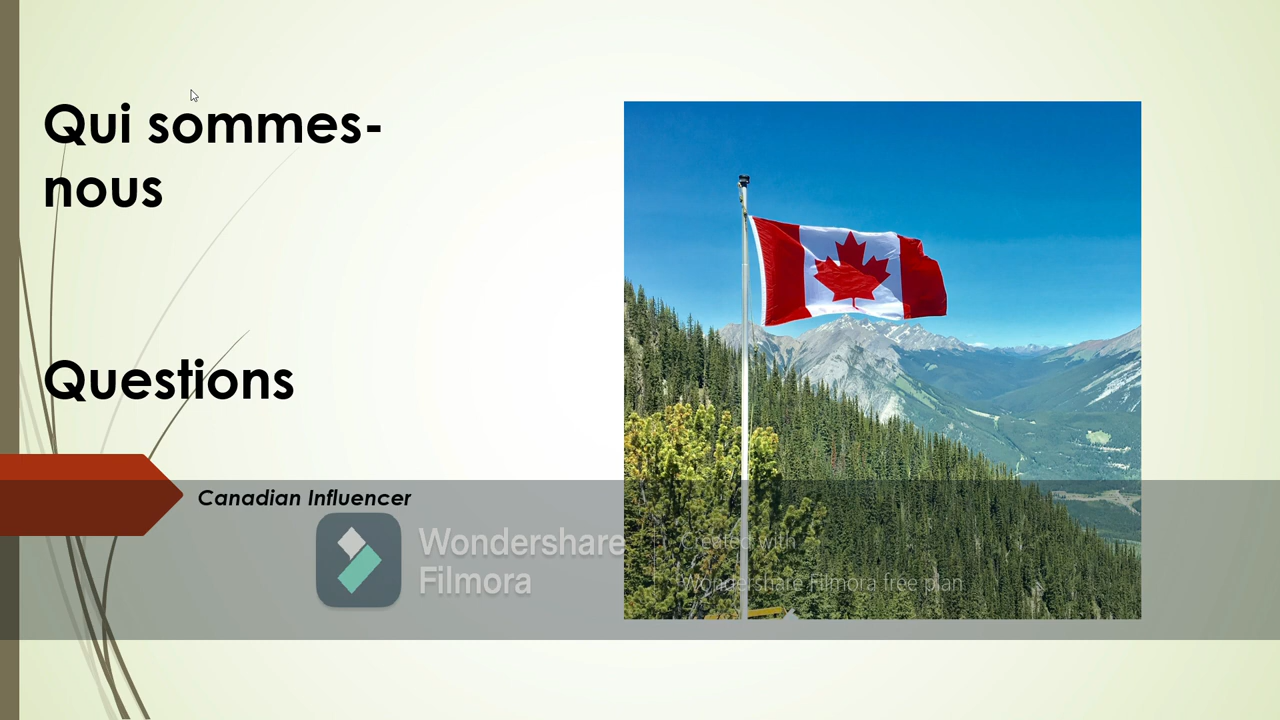 Qui sommes-
nous
Questions
Canadian Influencer
Wondershare
Filmora
Created with
Wondershare Filmora free plan